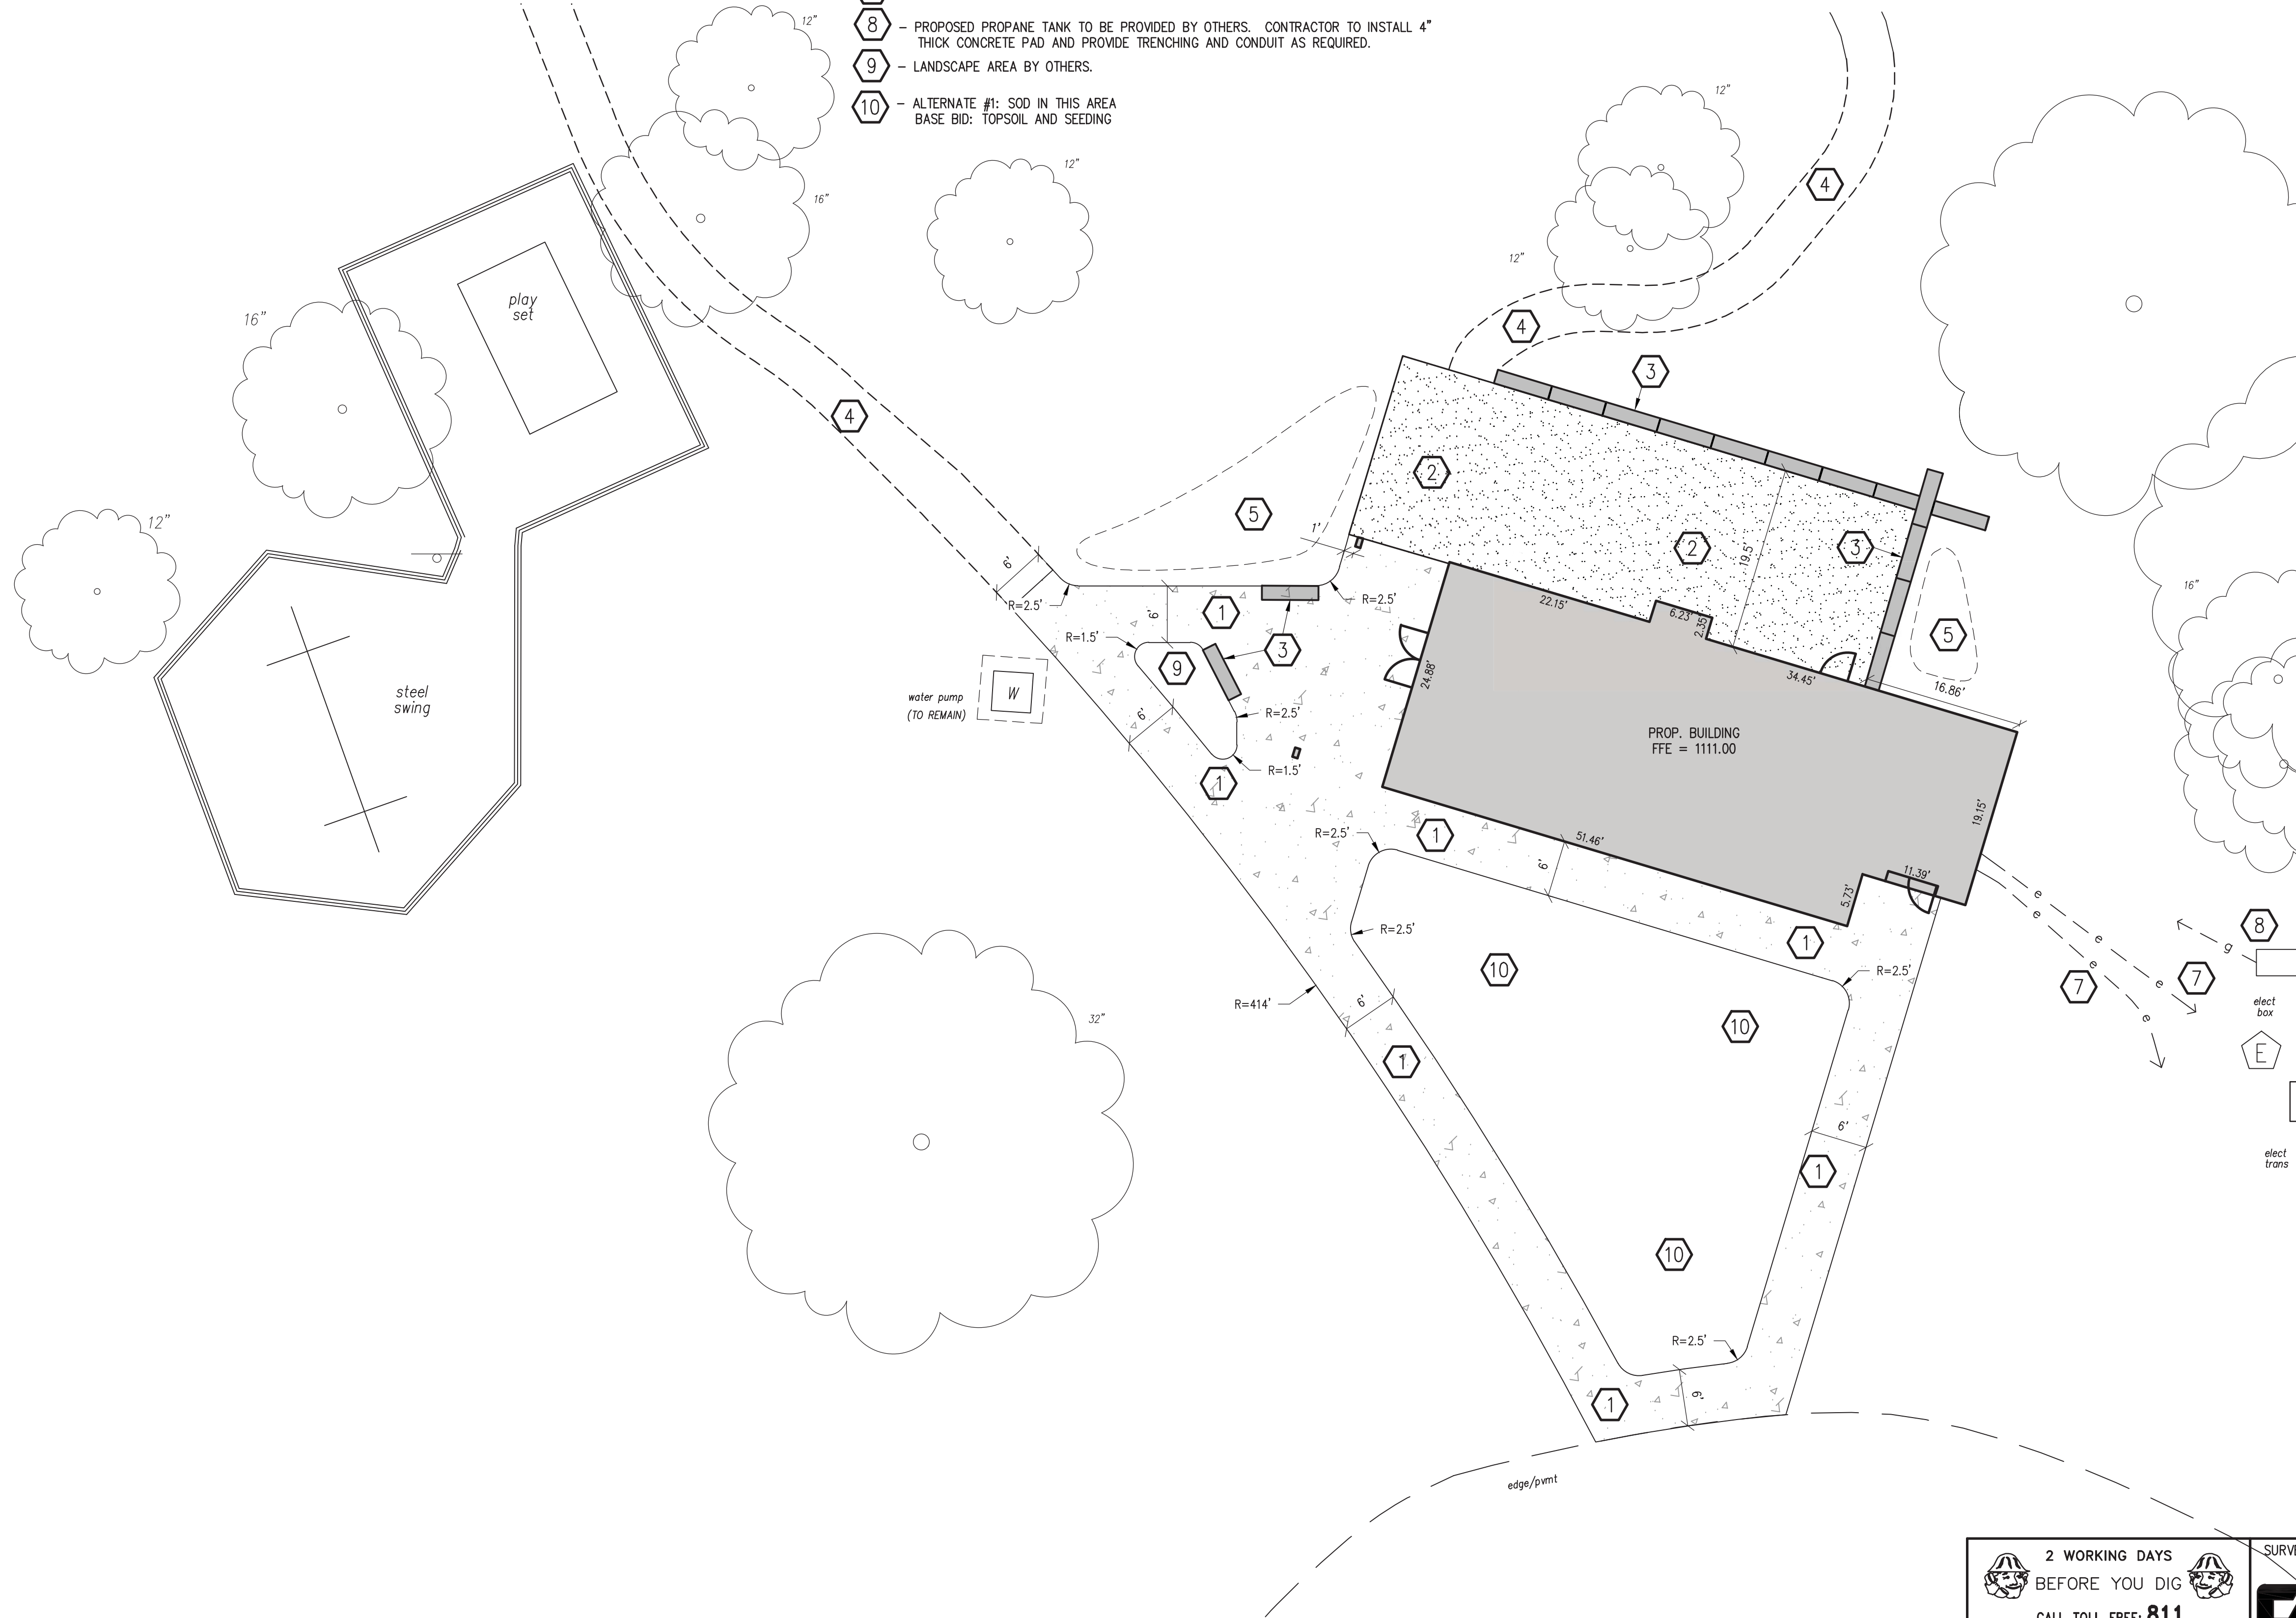 12"
8 – PROPOSED PROPANE TANK TO BE PROVIDED BY OTHERS. CONTRACTOR TO INSTALL 4"
THICK CONCRETE PAD AND PROVIDE TRENCHING AND CONDUIT AS REQUIRED.
9 – LANDSCAPE AREA BY OTHERS.
10 – ALTERNATE #1: SOD IN THIS AREA
BASE BID: TOPSOIL AND SEEDING
12"
12"
16"
4
12"
play
set
16"
4
3
4
2
5
12"
1'
2
19.5
3
6'
R=2.5'
6'
1
R=2.5'
22.15'
6.23'
2.35'
16"
R=1.5'
3
5
9
24.88'
34.45'
16.86'
steel
swing
water pump
(TO REMAIN)
W
6'
R=2.5'
PROP. BUILDING
FFE = 1111.00
R=1.5'
1
19.15'
R=2.5'
1
51.46'
6'
11.39'
5.73'
e
e
8
R=2.5'
1
e
e
g
10
R=2.5'
7
7
e
e
R=414'
6'
elect
box
32"
10
E
1
6'
elect
trans
1
10
R=2.5'
6'
1
edge/pvmt
2 WORKING DAYS
BEFORE YOU DIG
CALL TOLL FREE: 811